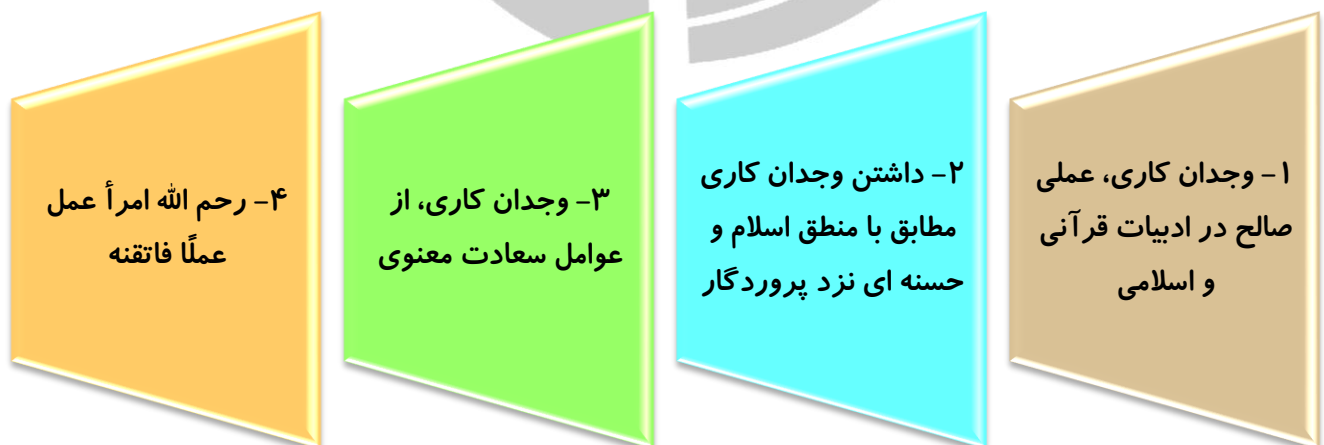 ۱- وجدان کاری، عملی
صالح در ادبیات قرآنی
و اسلامی
۲- داشتن وجدان کاری
مطابق با منطق اسلام و
حسنه ای نزد پروردگار
۳- وجدان کاری، از
عوامل سعادت معنوی
۴- رحم الله امرأ عمل
عملًا فاتقنه